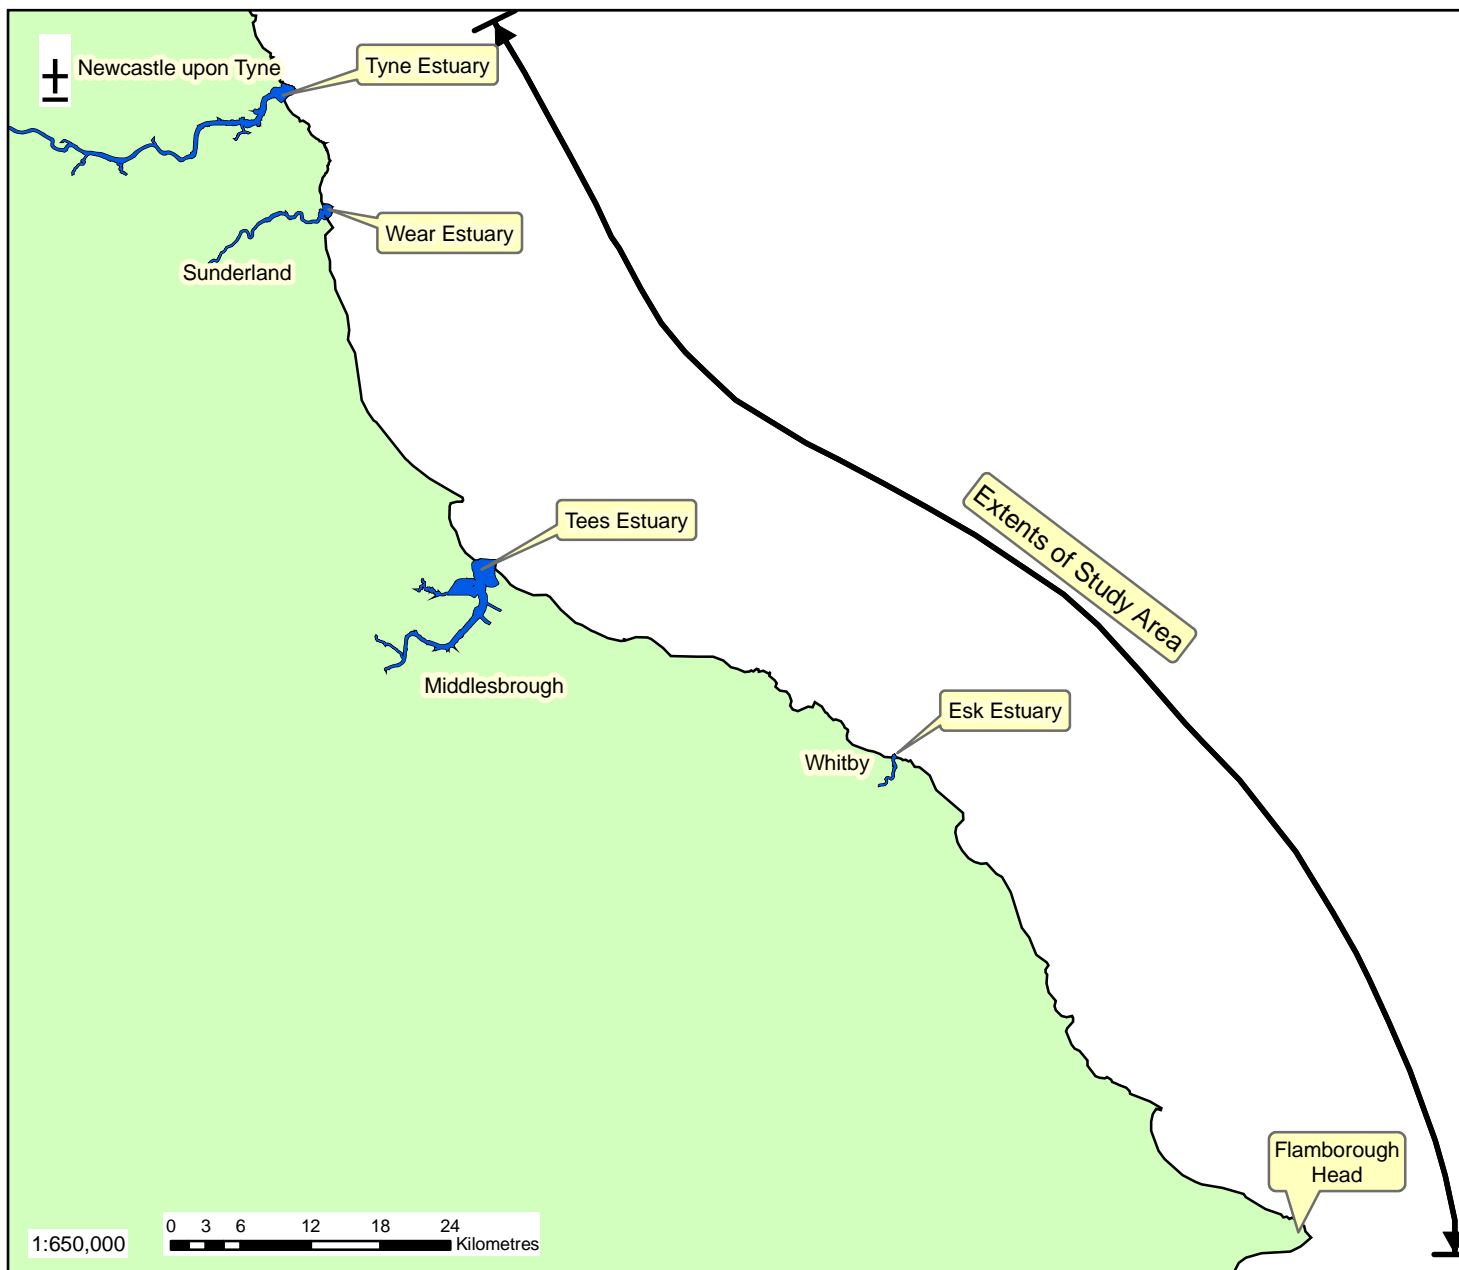 Newcastle upon Tyne
Tyne Estuary
Wear Estuary
Sunderland
Extents of Study Area
Tees Estuary
Middlesbrough
Esk Estuary
Whitby
Flamborough
Head
0 3 6 12 18 24
Kilometres
1:650,000